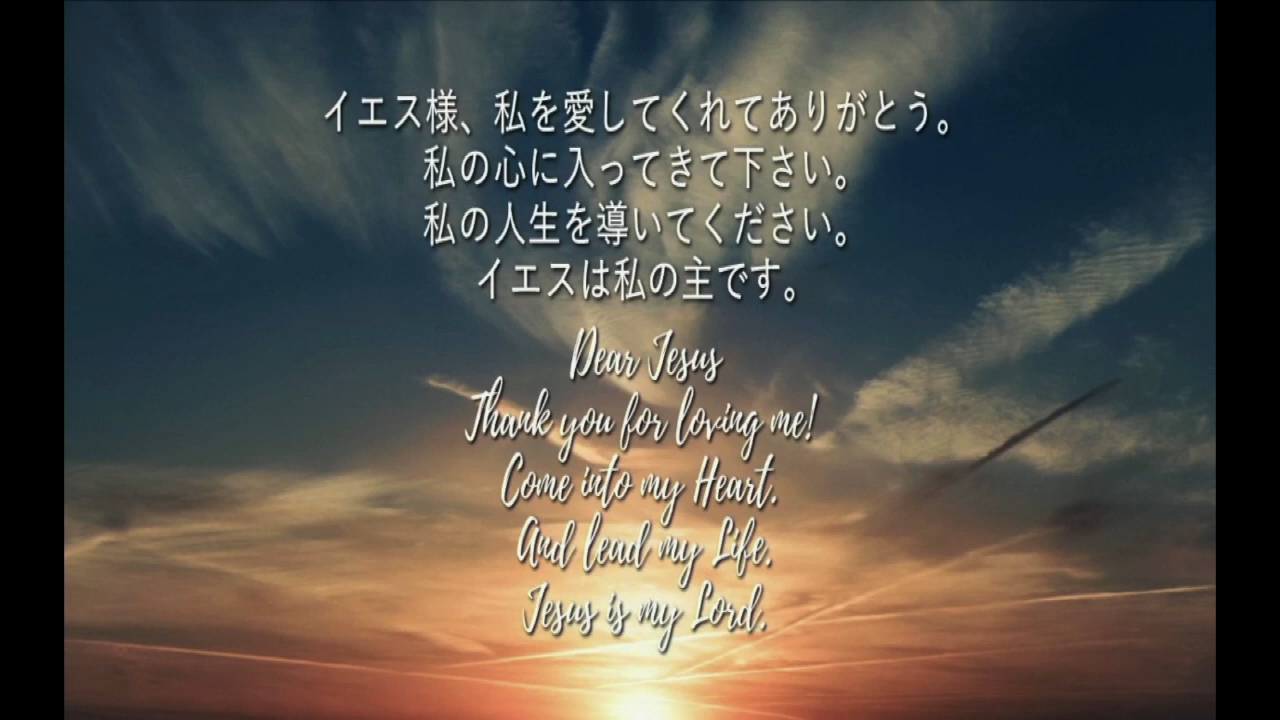 イエス様、私を愛してくれてありがとう。
私の心に入ってきて下さい。
私の人生を導いてください。
イエスは私の主です。
Dear Jesus
Thank you for loving me!
Come into my Heart.
And lead my Life.
Jesus is my Lord.